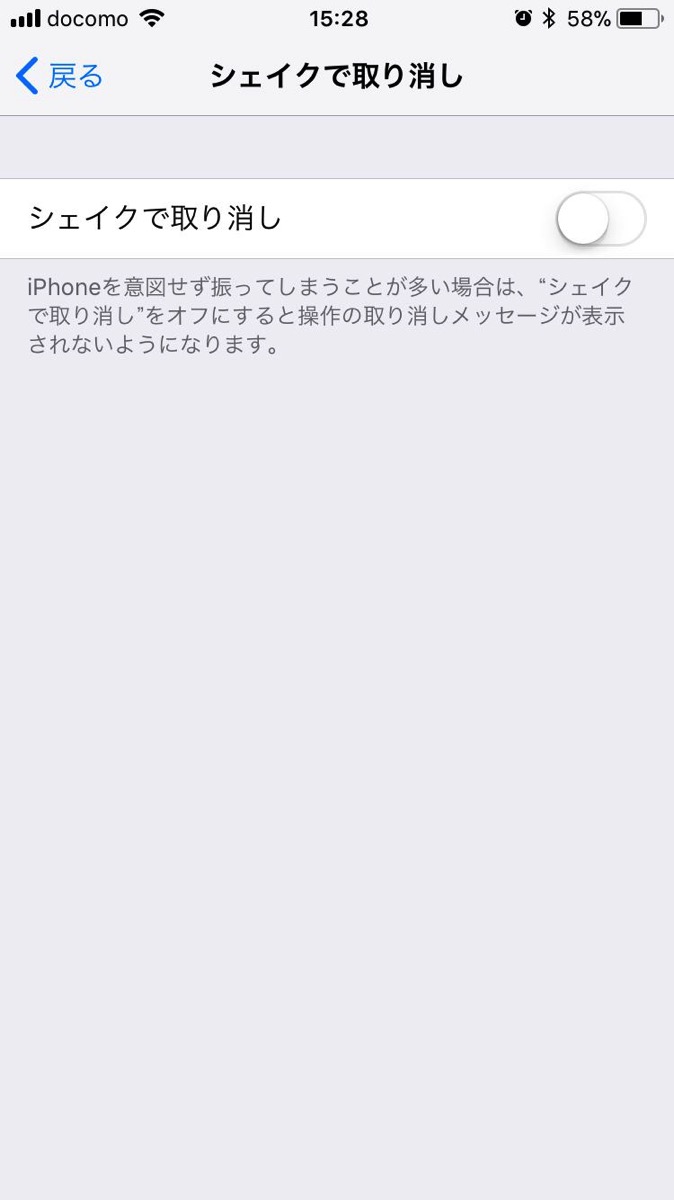 docomo 15:28 58%
戻る シェイクで取り消し
シェイクで取り消し
iPhoneを意図せず振ってしまうことが多い場合は、“シェイク
で取り消し”をオフにすると操作の取り消しメッセージが表示
されないようになります。